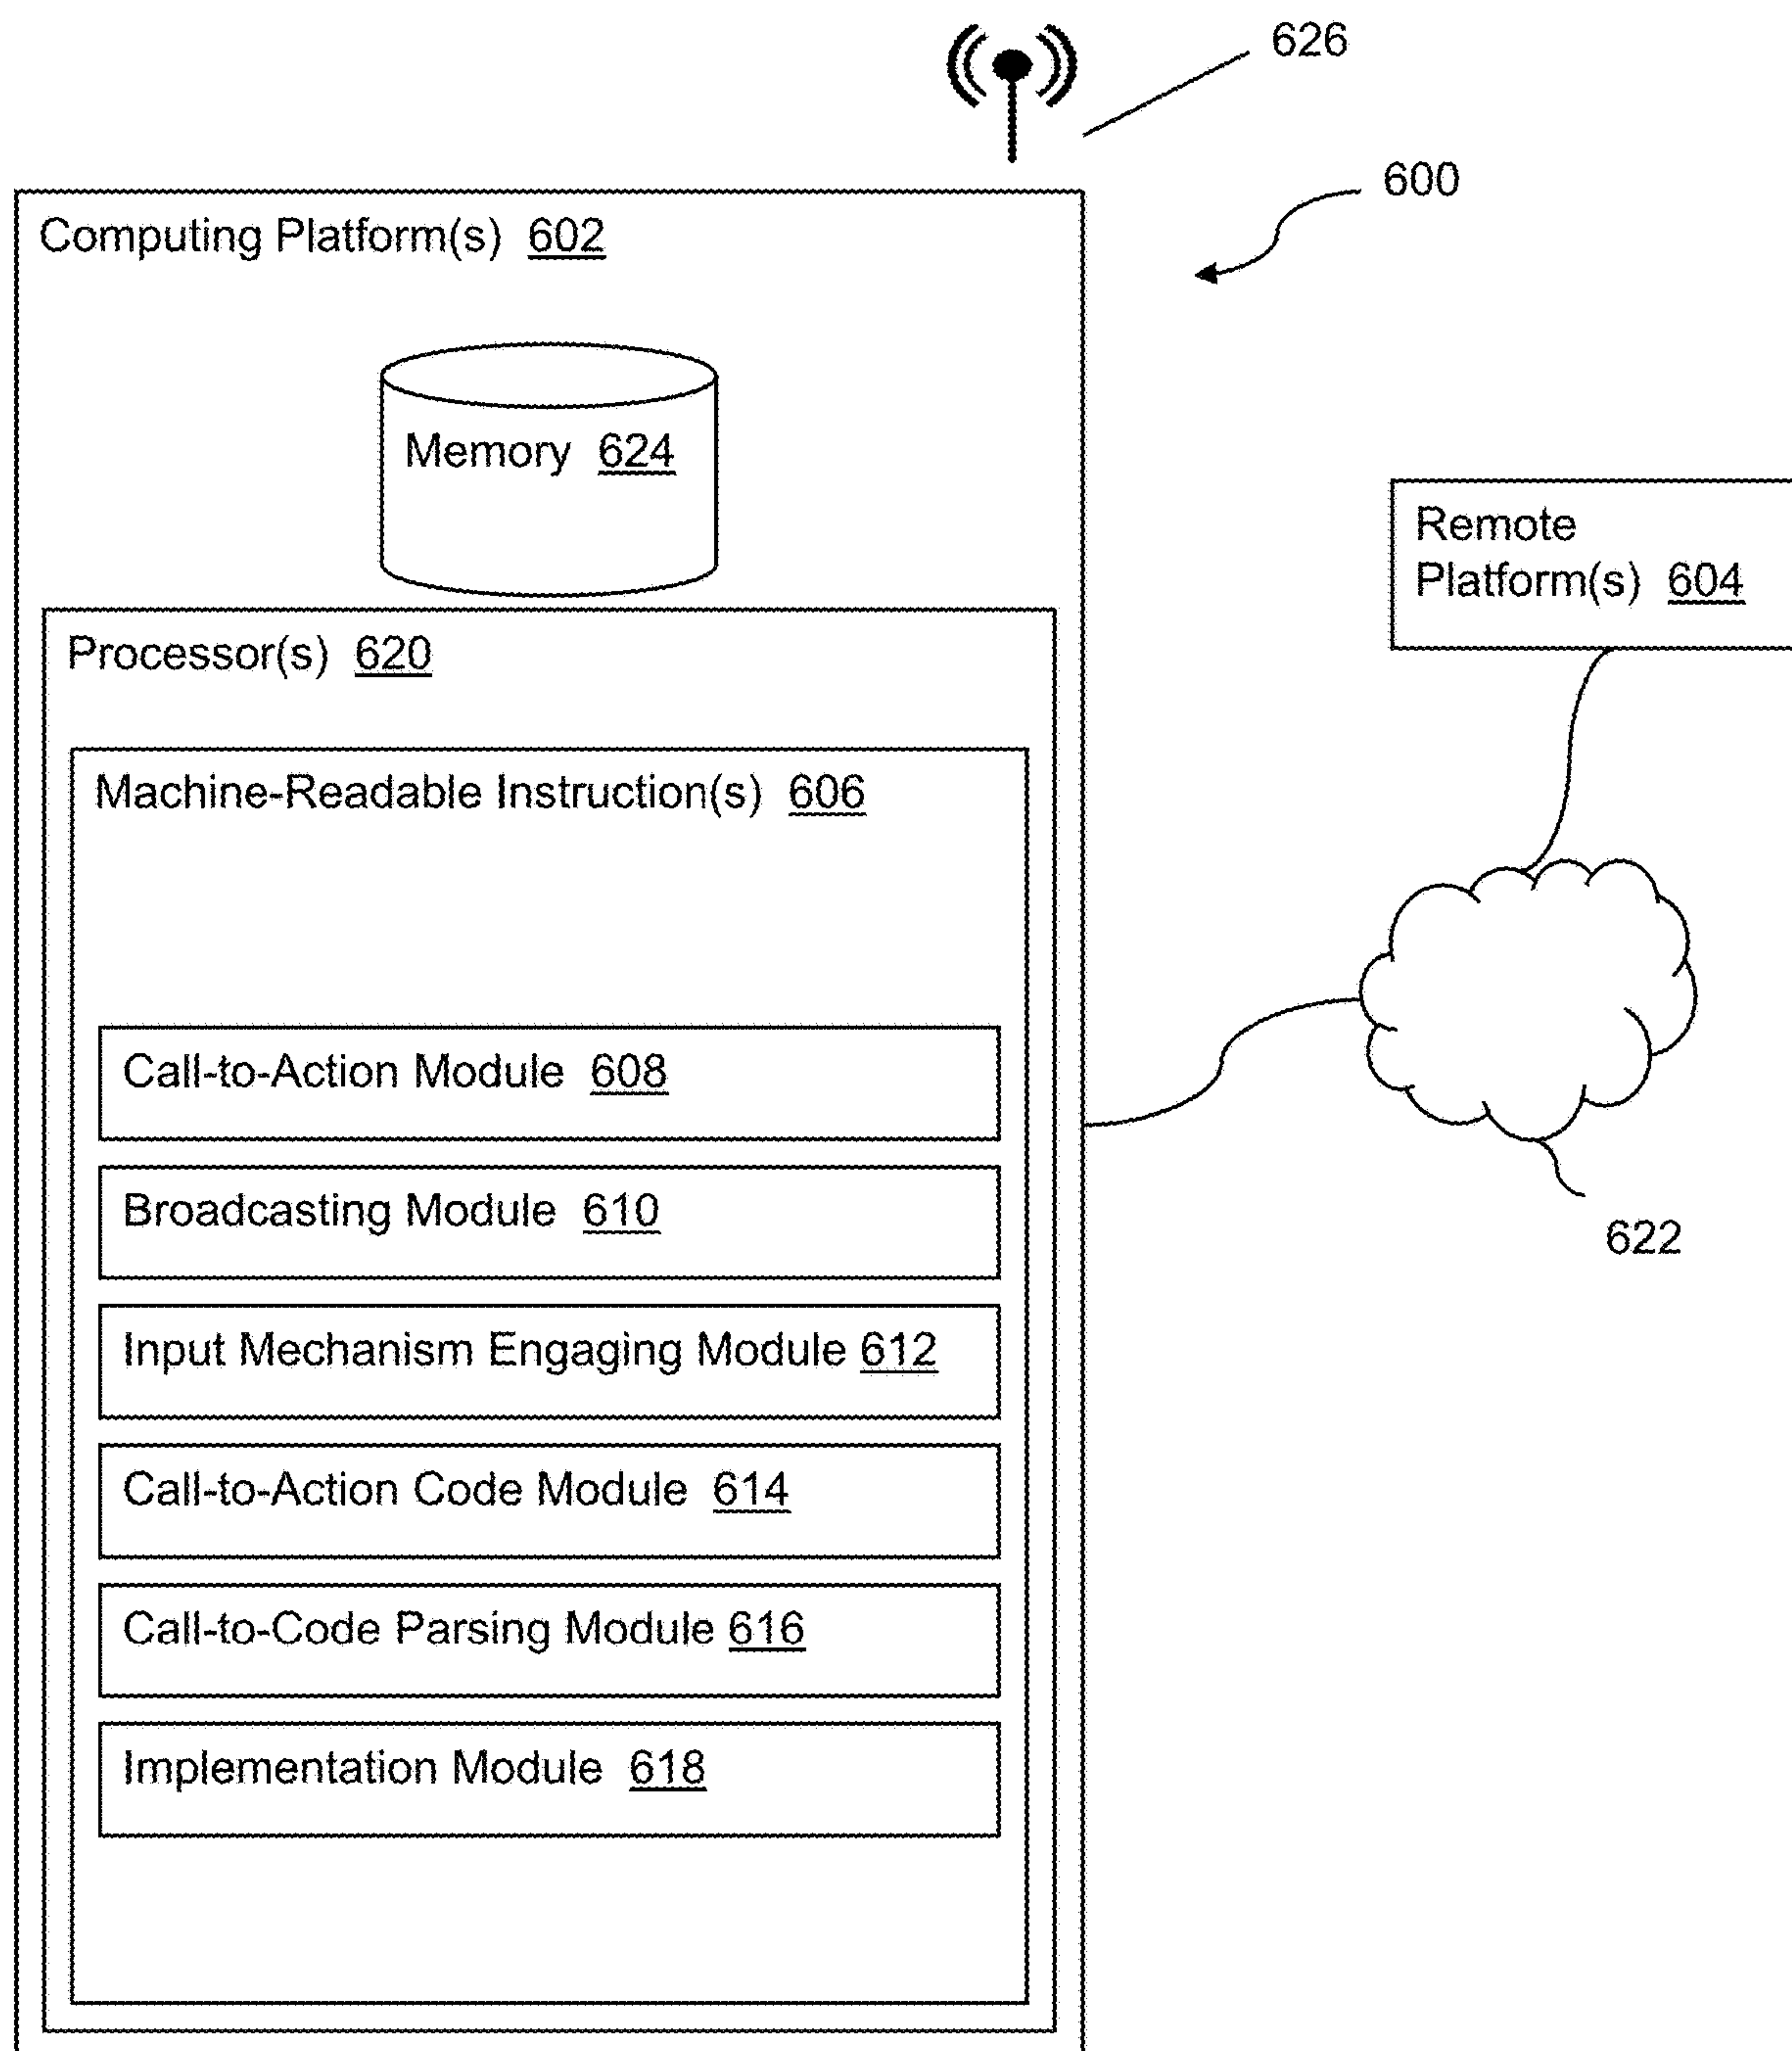 626
600
Computing Platform(s) 602
Memory 624
Remote
Platform(s) 604
Processor(s) 620
Machine-Readable Instruction(s) 606
Call-to-Action Module 608
Broadcasting Module 610
622
Input Mechanism Engaging Module 612
Call-to-Action Code Module 614
Call-to-Code Parsing Module 616
Implementation Module 618